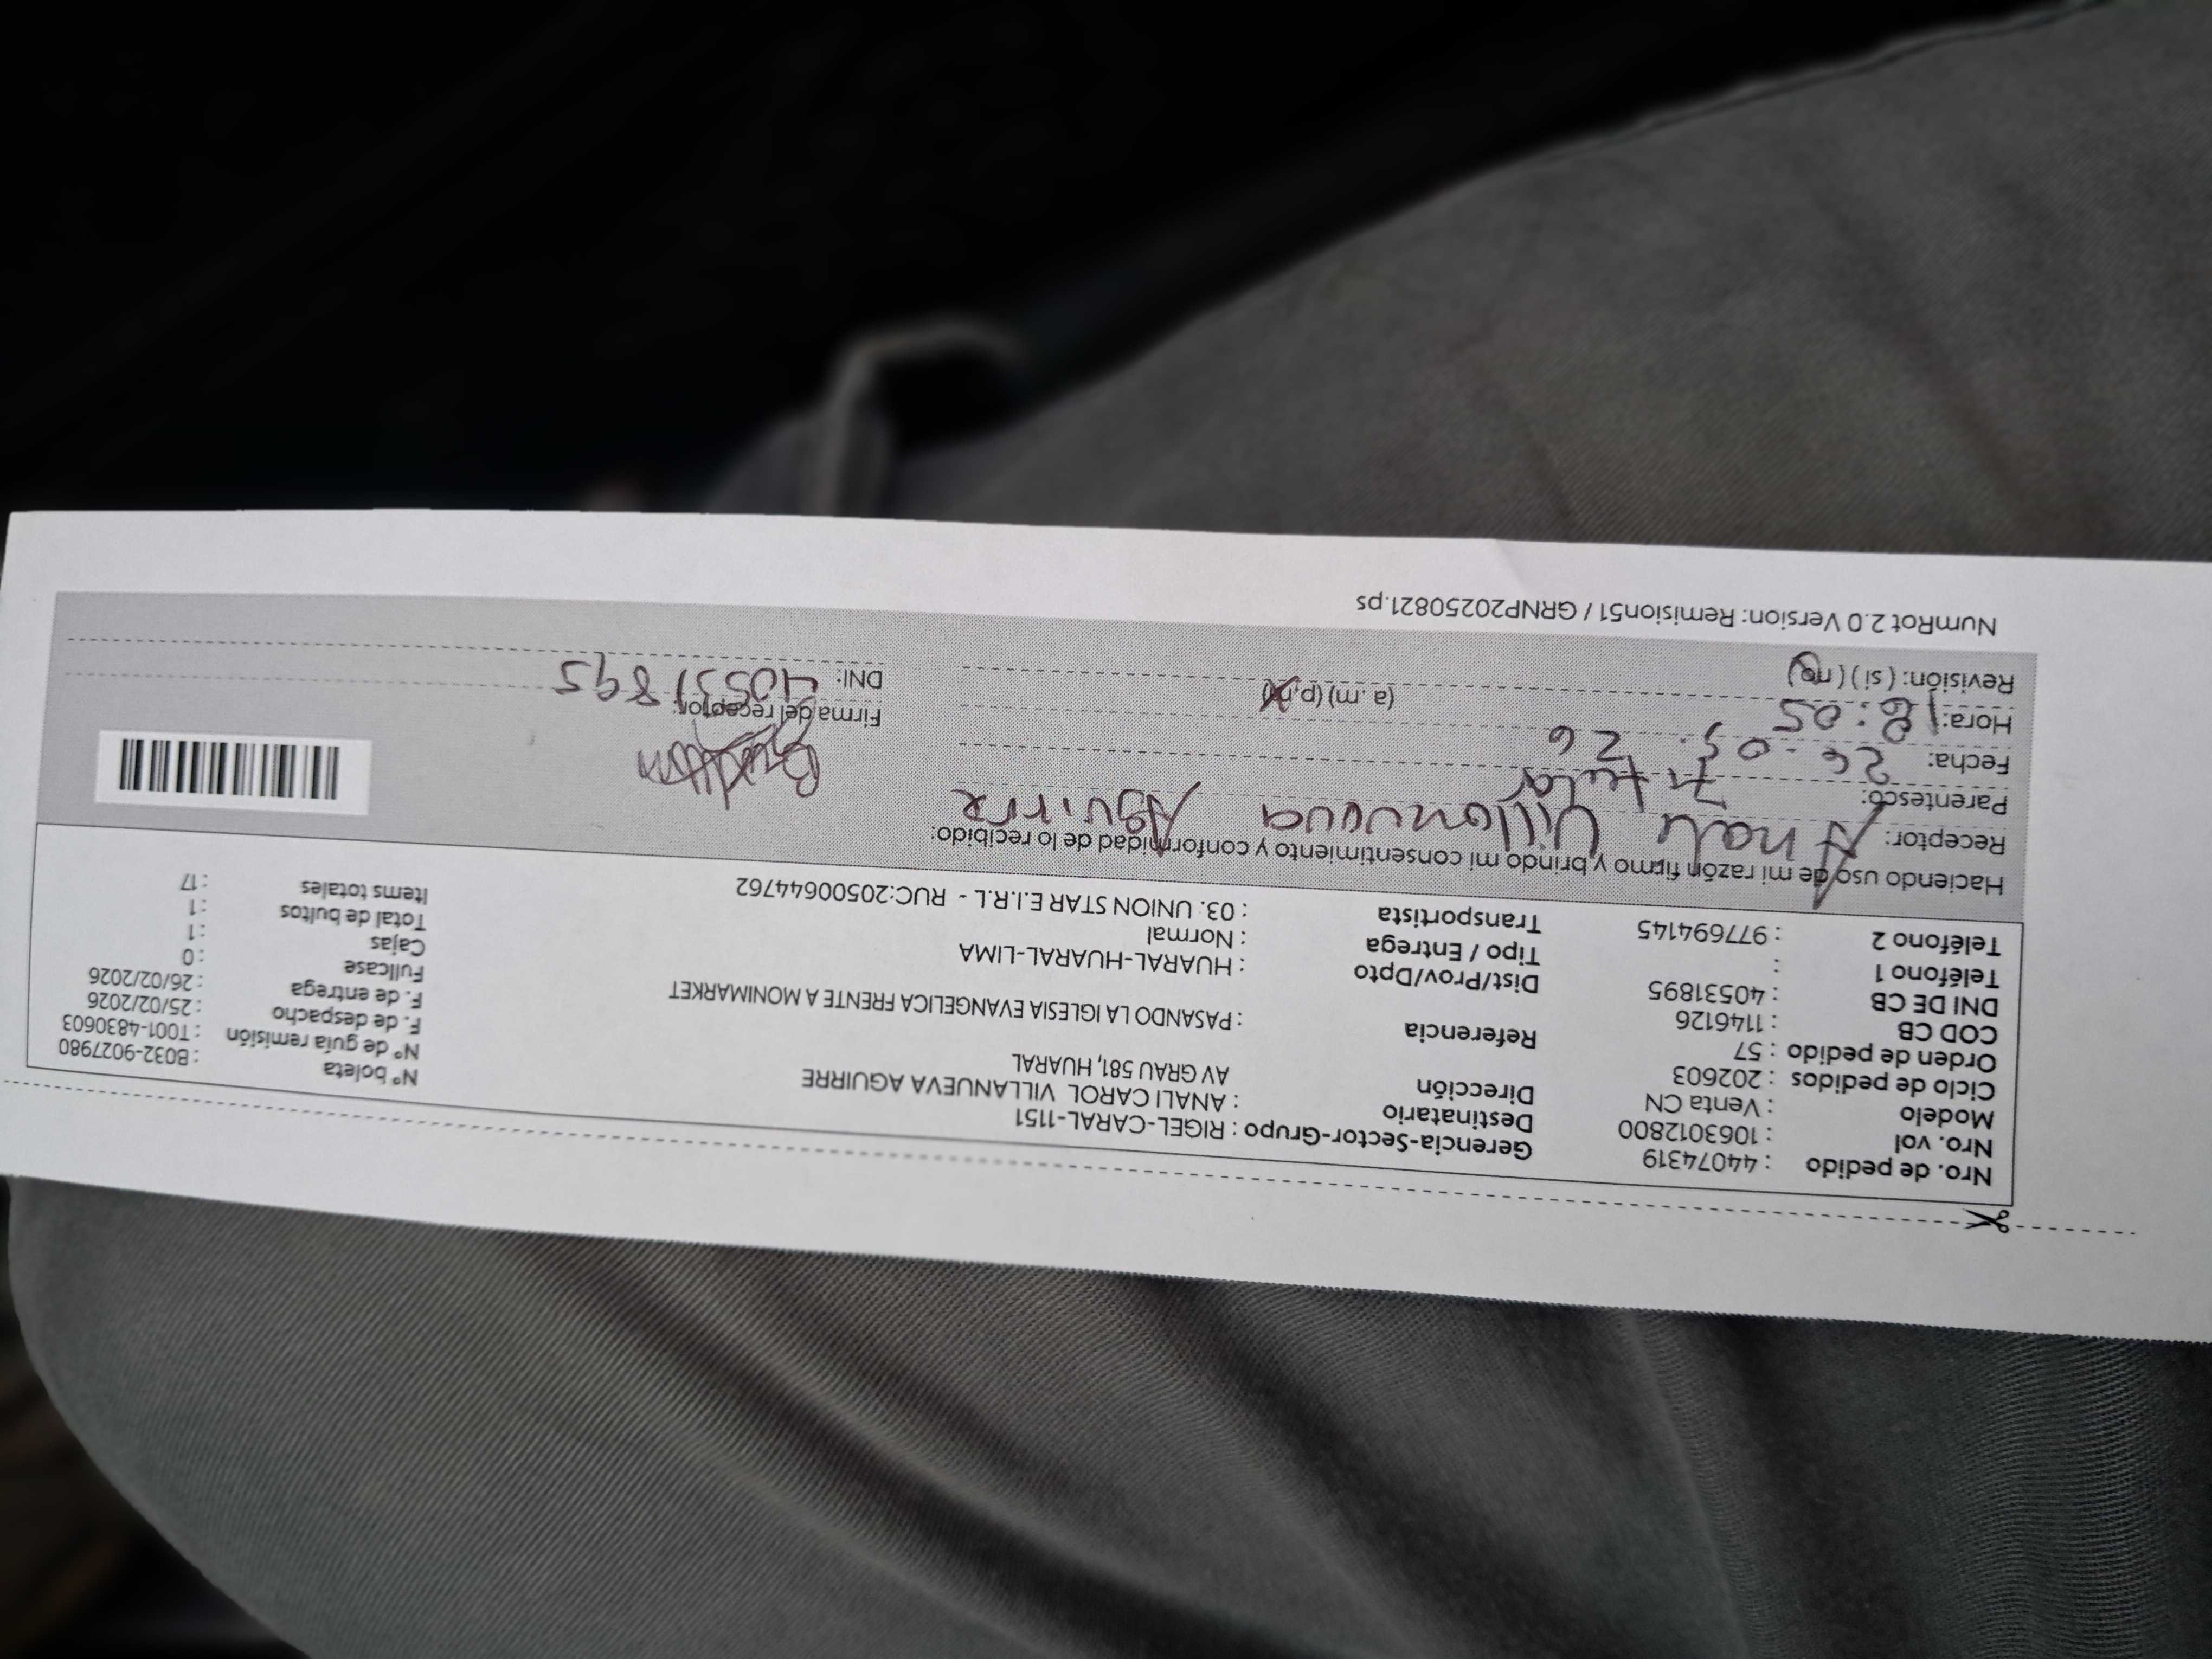 Nro. de pedido : 44074319
Nro. vol : 1063012800
Modelo : Venta CN
Ciclo de pedidos : 202603
Orden de pedido : 57
COD CB : 1146126
DNI DE CB : 40531895
Teléfono 1 :
Teléfono 2 : 977694145
Gerencia-Sector-Grupo : RIGEL-CARAL-1151
Destinatario : ANALI CAROL VILLANUEVA AGUIRRE
Dirección AV GRAU 581, HUARAL
Referencia : PASANDO LA IGLESIA EVANGELICA FRENTE A MONIMARKET
Dist/Prov/Dpto : HUARAL-HUARAL-LIMA
Tipo / Entrega : Normal
Transportista : 03. UNION STAR E.I.R.L - RUC:20500644762
N° boleta : B032-9027980
N° de guía remisión : T001-4830603
F. de despacho : 25/02/2026
F. de entrega : 26/02/2026
Fullcase : 0
Cajas : 1
Total de bultos : 1
Items totales : 17
Haciendo uso de mi razón firmo y brindo mi consentimiento y conformidad de lo recibido:
Receptor: Anali Villanueva Aguirre
Parentesco: Titular
Fecha: 26.03.26
Hora: 18:05 (a.m) (p.m)
Revisión: ( si ) ( no )
Firma del receptor:
DNI: 40531895
NumRot 2.0 Version: Remision51 / GRNP20250821.ps